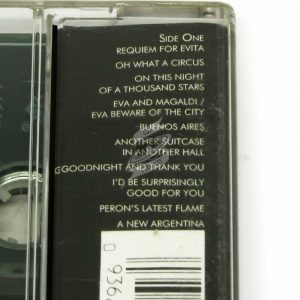 SIDE ONE
REQUIEM FOR EVITA
OH WHAT A CIRCUS
ON THIS NIGHT
OF A THOUSAND STARS
EVA AND MAGALDI /
EVA BEWARE OF THE CITY
BUENOS AIRES
ANOTHER SUITCASE
IN ANOTHER HALL
GOODNIGHT AND THANK YOU
I'D BE SURPRISINGLY
GOOD FOR YOU
PERON'S LATEST FLAME
A NEW ARGENTINA
0 9362